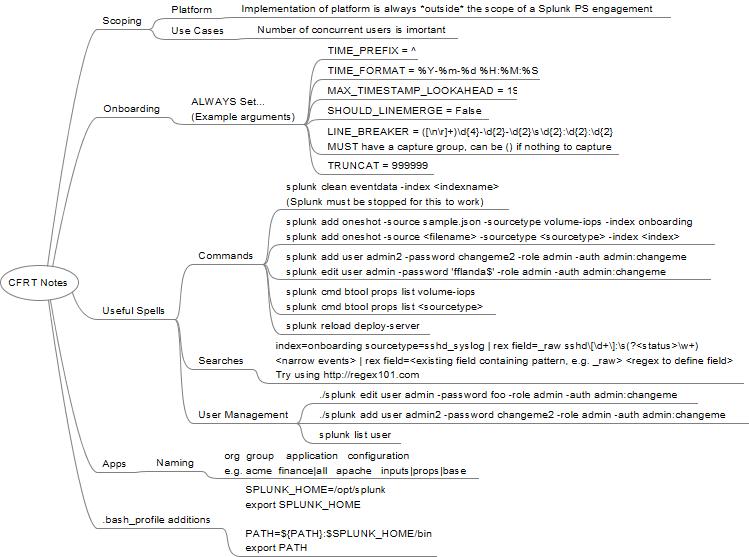 CFRT Notes
Scoping
Platform
Implementation of platform is always *outside* the scope of a Splunk PS engagement
Use Cases
Number of concurrent users is imortant
Onboarding
ALWAYS Set...
(Example arguments)
TIME_PREFIX = ^
TIME_FORMAT = %Y-%m-%d %H:%M:%S
MAX_TIMESTAMP_LOOKAHEAD = 19
SHOULD_LINEMERGE = False
LINE_BREAKER = ([\n\r]+)\d{4}-\d{2}-\d{2}\s\d{2}:\d{2}:\d{2}
MUST have a capture group, can be () if nothing to capture
TRUNCAT = 999999
Useful Spells
Commands
splunk clean eventdata -index <indexname>
(Splunk must be stopped for this to work)
splunk add oneshot -source sample.json -sourcetype volume-iops -index onboarding
splunk add oneshot -source <filename> -sourcetype <sourcetype> -index <index>
splunk add user admin2 -password changeme2 -role admin -auth admin:changeme
splunk edit user admin -password 'fflanda$' -role admin -auth admin:changeme
splunk cmd btool props list volume-iops
splunk cmd btool props list <sourcetype>
splunk reload deploy-server
Searches
index=onboarding sourcetype=sshd_syslog | rex field=_raw sshd\[\d+\]:\s(?<status>\w+)
<narrow events> | rex field=<existing field containing pattern, e.g. _raw> <regex to define field>
Try using http://regex101.com
User Management
./splunk edit user admin -password foo -role admin -auth admin:changeme
./splunk add user admin2 -password changeme2 -role admin -auth admin:changeme
splunk list user
Apps
Naming
org group application configuration
e.g. acme finance|all apache inputs|props|base
.bash_profile additions
SPLUNK_HOME=/opt/splunk
export SPLUNK_HOME
PATH=${PATH}:$SPLUNK_HOME/bin
export PATH